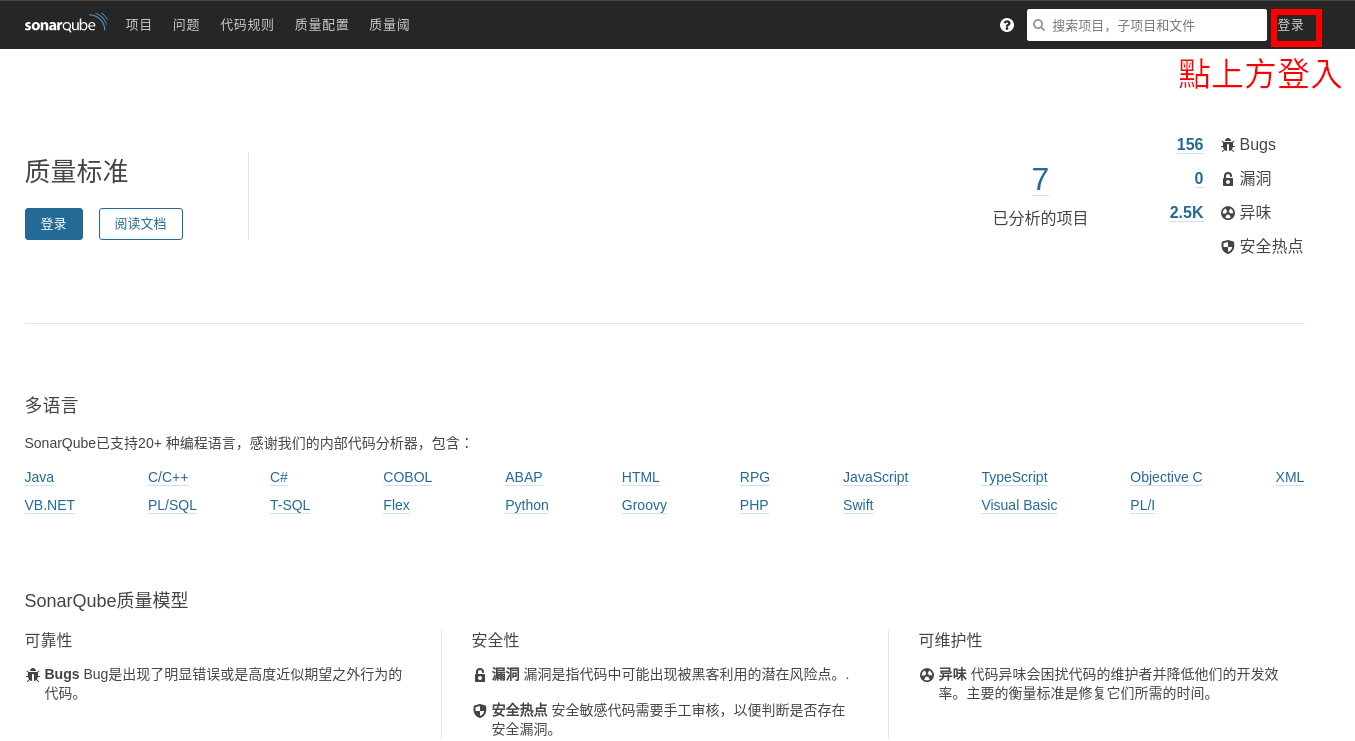 sonarqube 项目 问题 代码规则 质量配置 质量阈 搜索项目，子项目和文件 登录
點上方登入
质量标准
登录 阅读文档
7
已分析的项目
156 Bugs
0 漏洞
2.5K 异味
安全热点
多语言
SonarQube已支持20+ 种编程语言，感谢我们的内部代码分析器，包含：
Java C/C++ C# COBOL ABAP HTML RPG JavaScript TypeScript Objective C XML
VB.NET PL/SQL T-SQL Flex Python Groovy PHP Swift Visual Basic PL/I
SonarQube质量模型
可靠性
Bugs Bug是出现了明显错误或是高度近似期望之外行为的
代码。
安全性
漏洞 漏洞是指代码中可能出现被黑客利用的潜在风险点。.
安全热点 安全敏感代码需要手工审核，以便判断是否存在
安全漏洞。
可维护性
异味 代码异味会困扰代码的维护者并降低他们的开发效
率。主要的衡量标准是修复它们所需的时间。